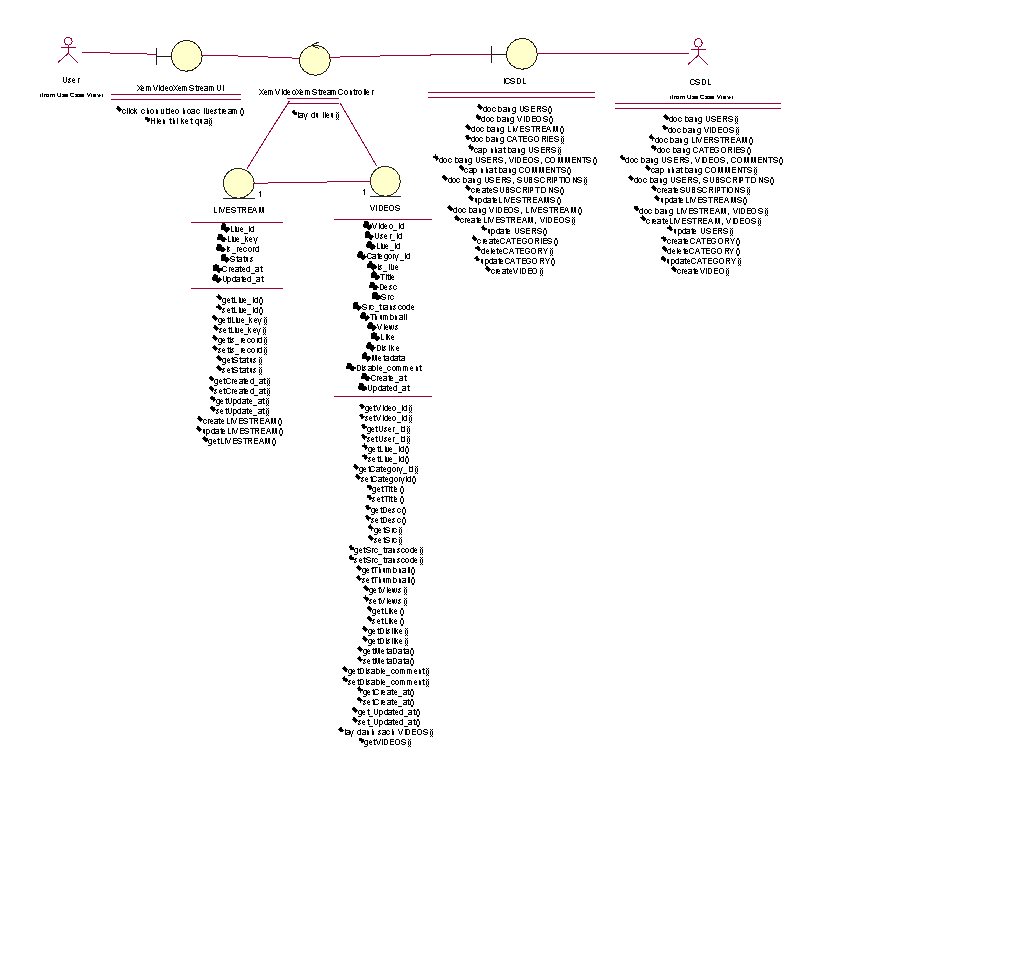 User
(from Use Case View)
XemVideoXemStream UI
click chon video hoac livestream()
Hien thi ket qua()
XemVideoXemStreamController
lay du lieu()
ICSDL
doc bang USERS()
doc bang VIDEOS()
doc bang LIVESTREAM()
doc bang CATEGORIES()
cap nhat bang USERS()
doc bang USERS, VIDEOS, COMMENTS()
cap nhat bang COMMENTS()
doc bang USERS, SUBSCRIPTIONS()
createSUBSCRIPTIONS()
updateLIVESTREAMS()
doc bang VIDEOS, LIVESTREAM()
createLIVESTREAM, VIDEOS()
update USERS()
createCATEGORIES()
deleteCATEGORY()
updateCATEGORY()
createVIDEO()
CSDL
(from Use Case View)
doc bang USERS()
doc bang VIDEOS()
doc bang LIVERSTREAM()
doc bang CATEGORIES()
doc bang USERS, VIDEOS, COMMENTS()
cap nhat bang COMMENTS()
doc bang USERS, SUBSCRIPTIONS()
createSUBSCRIPTIONS()
updateLIVESTREAMS()
doc bang LIVESTREAM, VIDEOS()
createLIVESTREAM, VIDEOS()
update USERS()
createCATEGORY()
deleteCATEGORY()
updateCATEGORY()
createVIDEO()
1
1
LIVESTREAM
Live_id
Live_key
is_record
Status
Created_at
Updated_at
getLive_id()
setLive_id()
getLive_key()
setLive_key()
getIs_record()
setIs_record()
getStatus()
setStatus()
getCreated_at()
setCreated_at()
getUpdate_at()
setUpdate_at()
createLIVESTREAM()
updateLIVESTREAM()
getLIVESTREAM()
VIDEOS
Video_id
User_id
Live_id
Category_id
is_live
Title
Desc
Src
Src_transcode
Thumbnail
Views
Like
Dislike
Metadata
Disable_comment
Create_at
Updated_at
getVideo_id()
setVideo_id()
getUser_id()
setUser_id()
getLive_id()
setLive_id()
getCategory_id()
setCategoryId()
getTitle()
setTitle()
getDesc()
setDesc()
getSrc()
setSrc()
getSrc_transcode()
setSrc_transcode()
getThumbnail()
setThumbnail()
getViews()
setViews()
getLike()
setLike()
getDislike()
getDislike()
getMetaData()
setMetaData()
getDisable_comment()
setDisable_comment()
getCreate_at()
setCreate_at()
get_Updated_at()
set_Updated_at()
lay danh sach VIDEOS()
getVIDEOS()